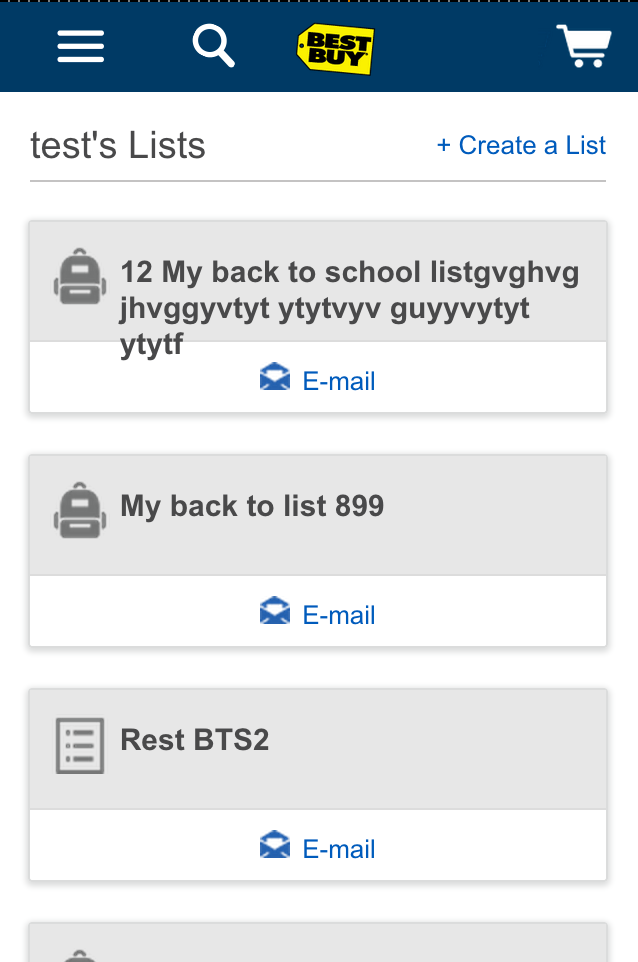 BEST
BUY
test's Lists
+ Create a List
12 My back to school listgvghvg
jhvggyvtyt ytytvyv guyyvytyt
ytytf
E-mail
My back to list 899
E-mail
Rest BTS2
E-mail